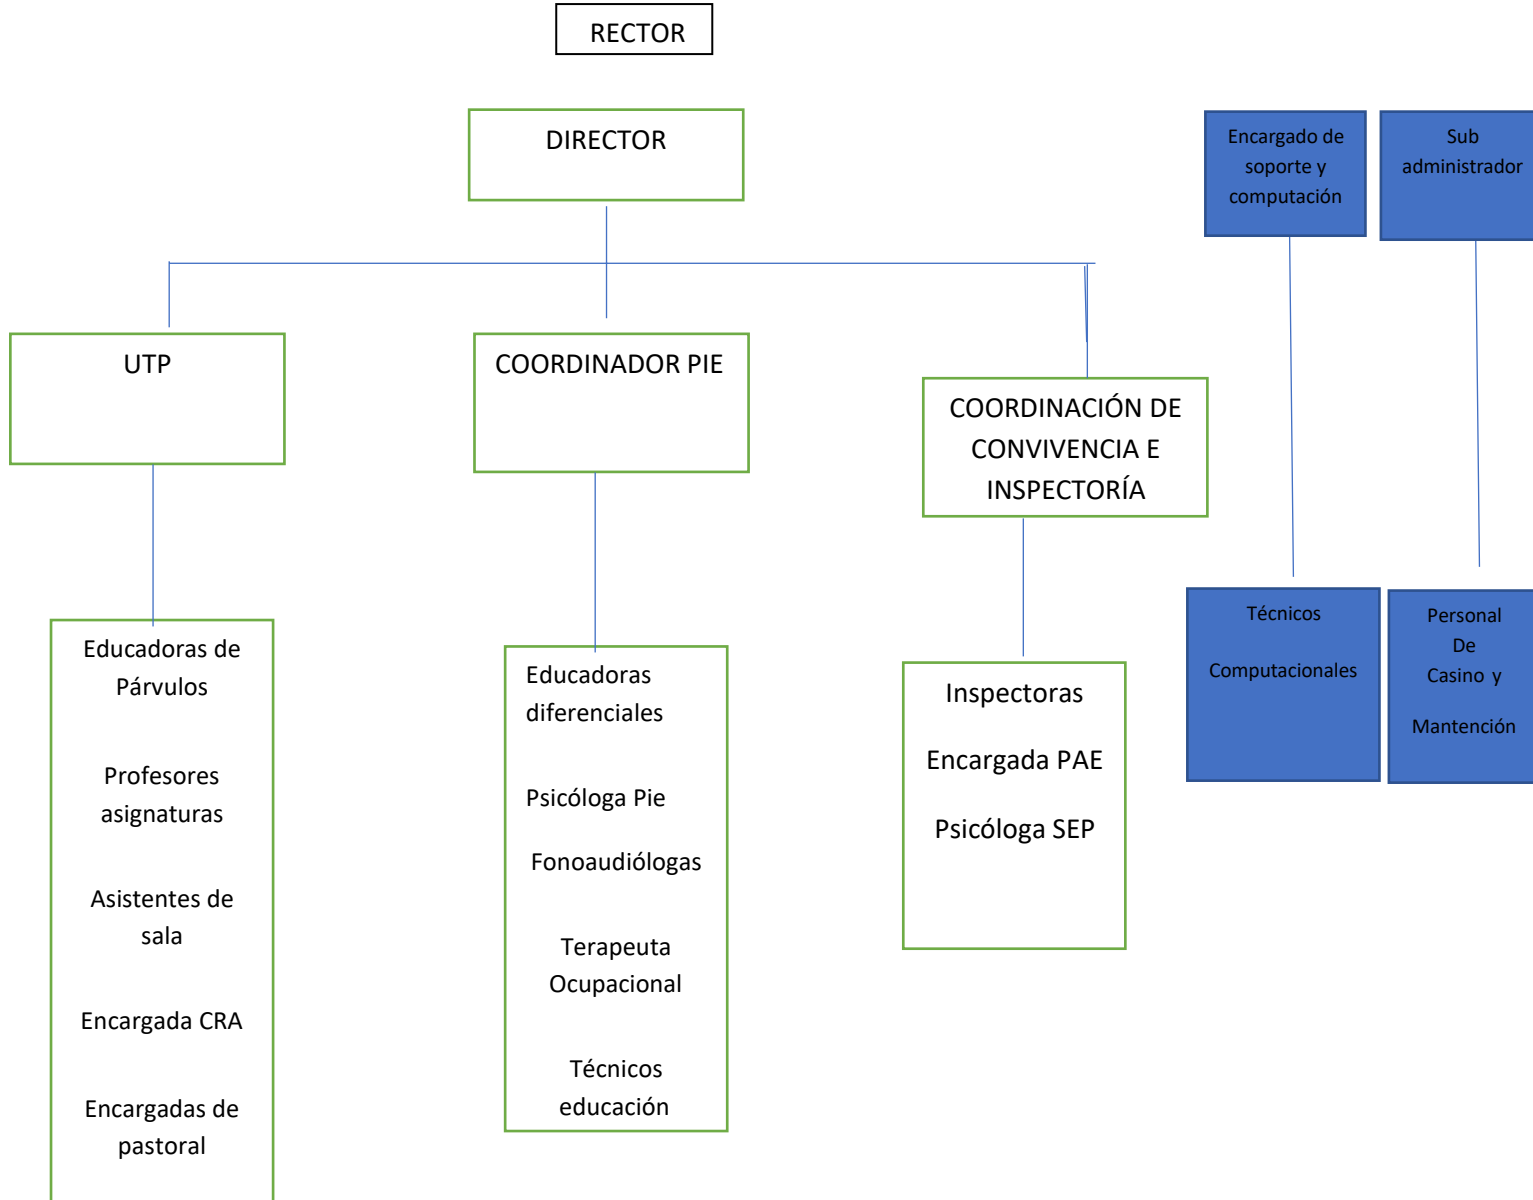 RECTOR
DIRECTOR
Encargado de
soporte y
computación
Sub
administrador
UTP
COORDINADOR PIE
COORDINACIÓN DE
CONVIVENCIA E
INSPECTORÍA
Educadoras de
Párvulos
Profesores
asignaturas
Asistentes de
sala
Encargada CRA
Encargadas de
pastoral
Educadoras
diferenciales
Psicóloga Pie
Fonoaudiólogas
Terapeuta
Ocupacional
Técnicos
educación
Inspectoras
Encargada PAE
Psicóloga SEP
Técnicos
Computacionales
Personal
De
Casino y
Mantención